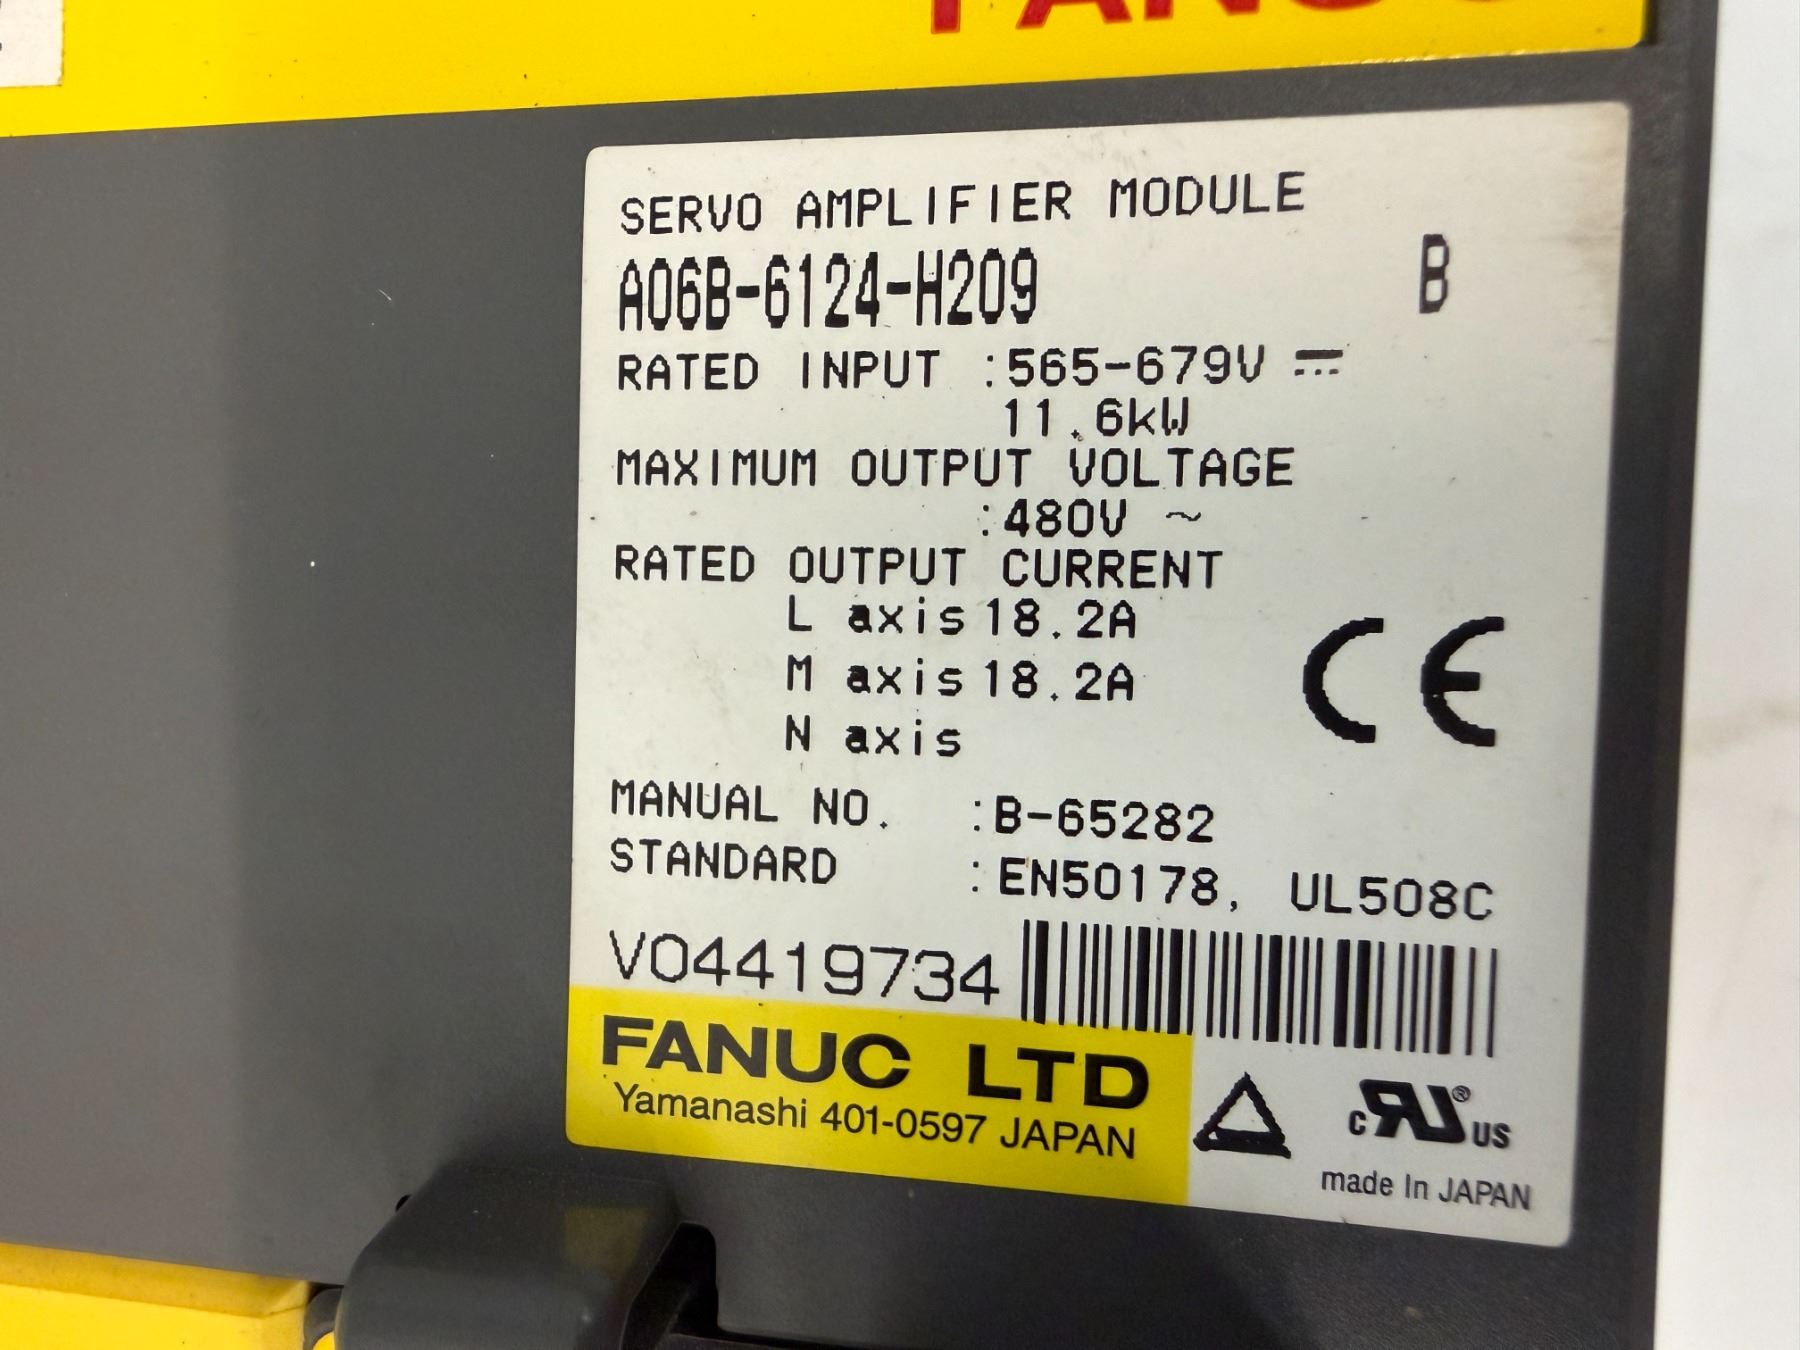 FANUC
SERVO AMPLIFIER MODULE
A06B-6124-H209 B
RATED INPUT :565-679V ⎓
11.6kW
MAXIMUM OUTPUT VOLTAGE
:480V ~
RATED OUTPUT CURRENT
L axis 18.2A
M axis 18.2A
N axis
CE
MANUAL NO. :B-65282
STANDARD :EN50178, UL508C
V04419734
FANUC LTD
Yamanashi 401-0597 JAPAN
c RU ® US
made In JAPAN